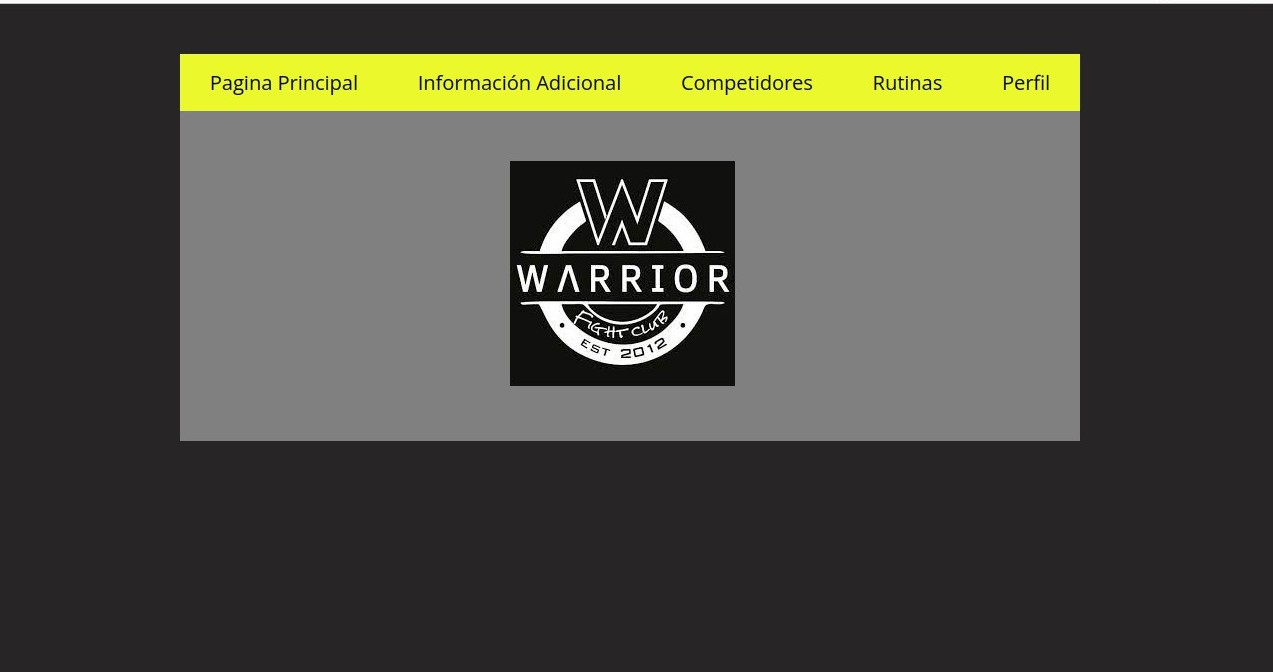 Pagina Principal Información Adicional Competidores Rutinas Perfil
W
WARRIOR
FIGHT CLUB
EST 2012